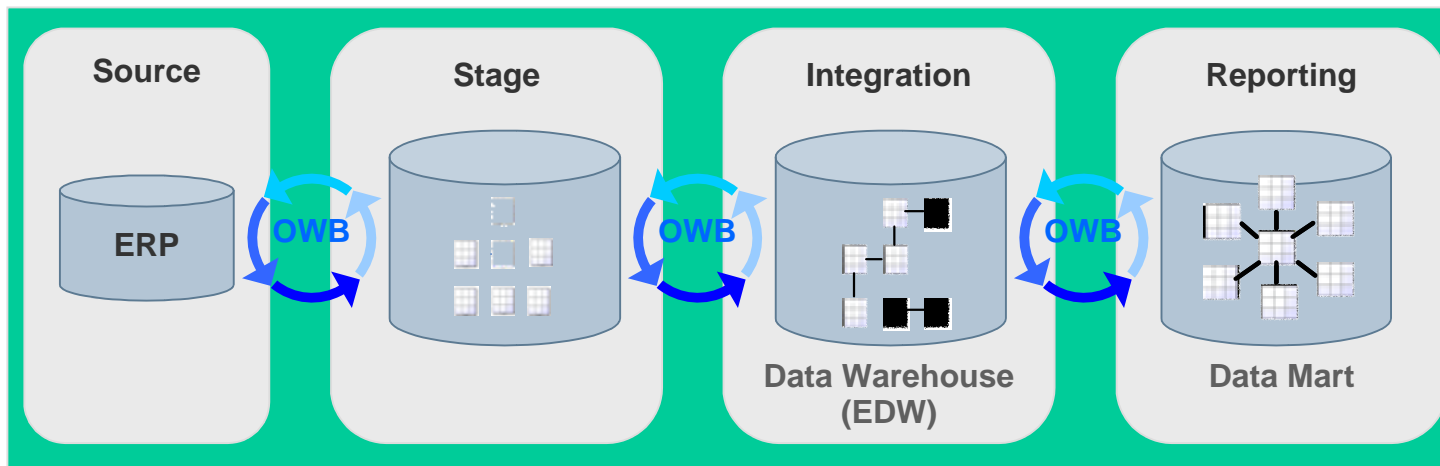 Source
Stage
Integration
Reporting
ERP
OWB
OWB
OWB
Data Warehouse
(EDW)
Data Mart